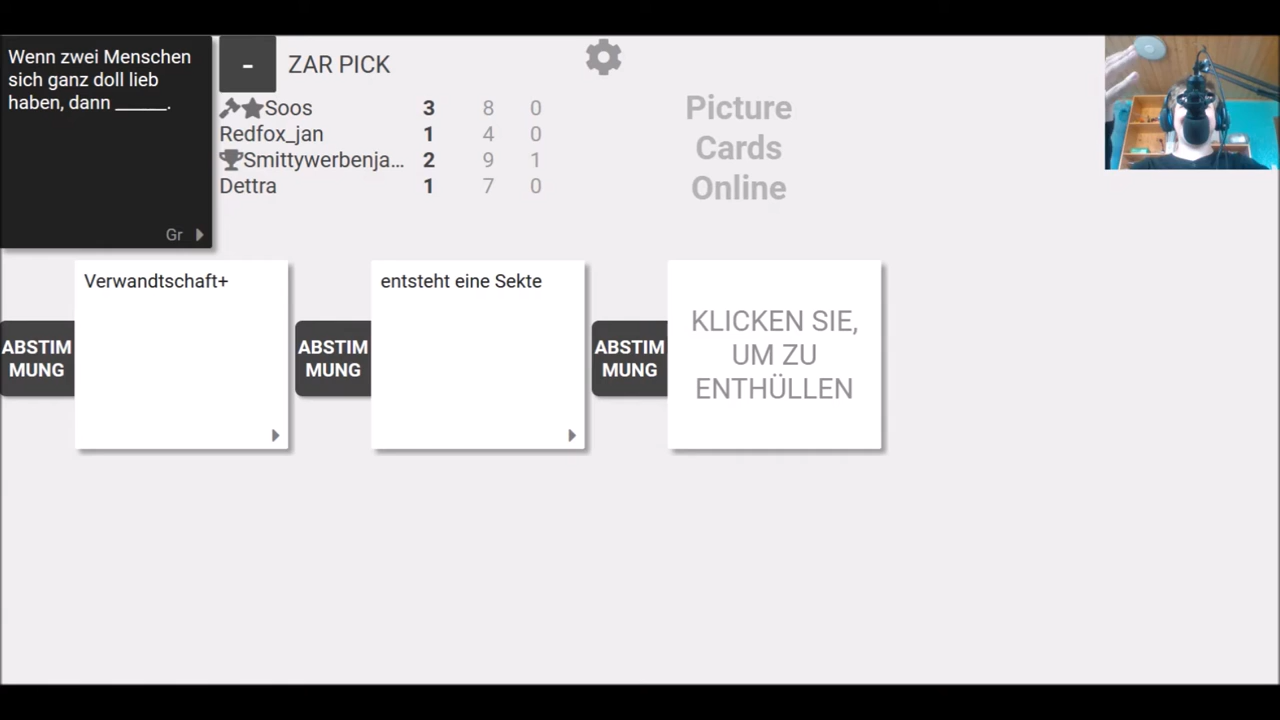 Wenn zwei Menschen
sich ganz doll lieb
haben, dann ______.
Gr
-
ZAR PICK
Soos 3 8 0
Redfox_jan 1 4 0
Smittywerbenja... 2 9 1
Dettra 1 7 0
Picture
Cards
Online
ABSTIM
MUNG
Verwandtschaft+
ABSTIM
MUNG
entsteht eine Sekte
ABSTIM
MUNG
KLICKEN SIE,
UM ZU
ENTHÜLLEN